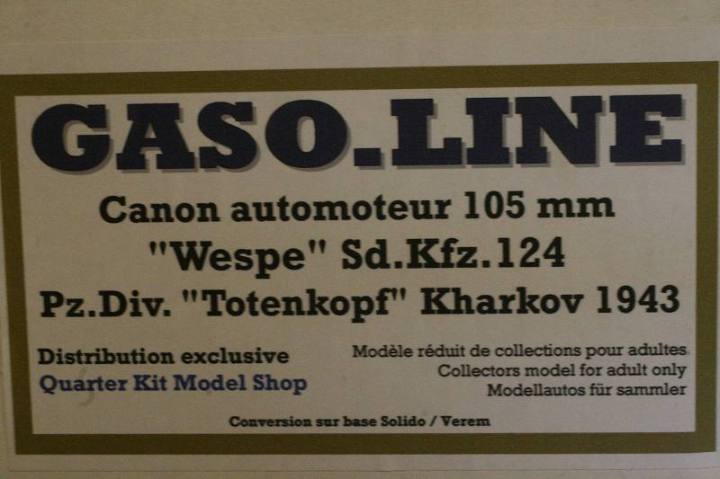 GASO.LINE
Canon automoteur 105 mm
"Wespe" Sd.Kfz.124
Pz.Div. "Totenkopf" Kharkov 1943
Distribution exclusive
Quarter Kit Model Shop
Modèle réduit de collections pour adultes
Collectors model for adult only
Modellautos für sammler
Conversion sur base Solido / Verem